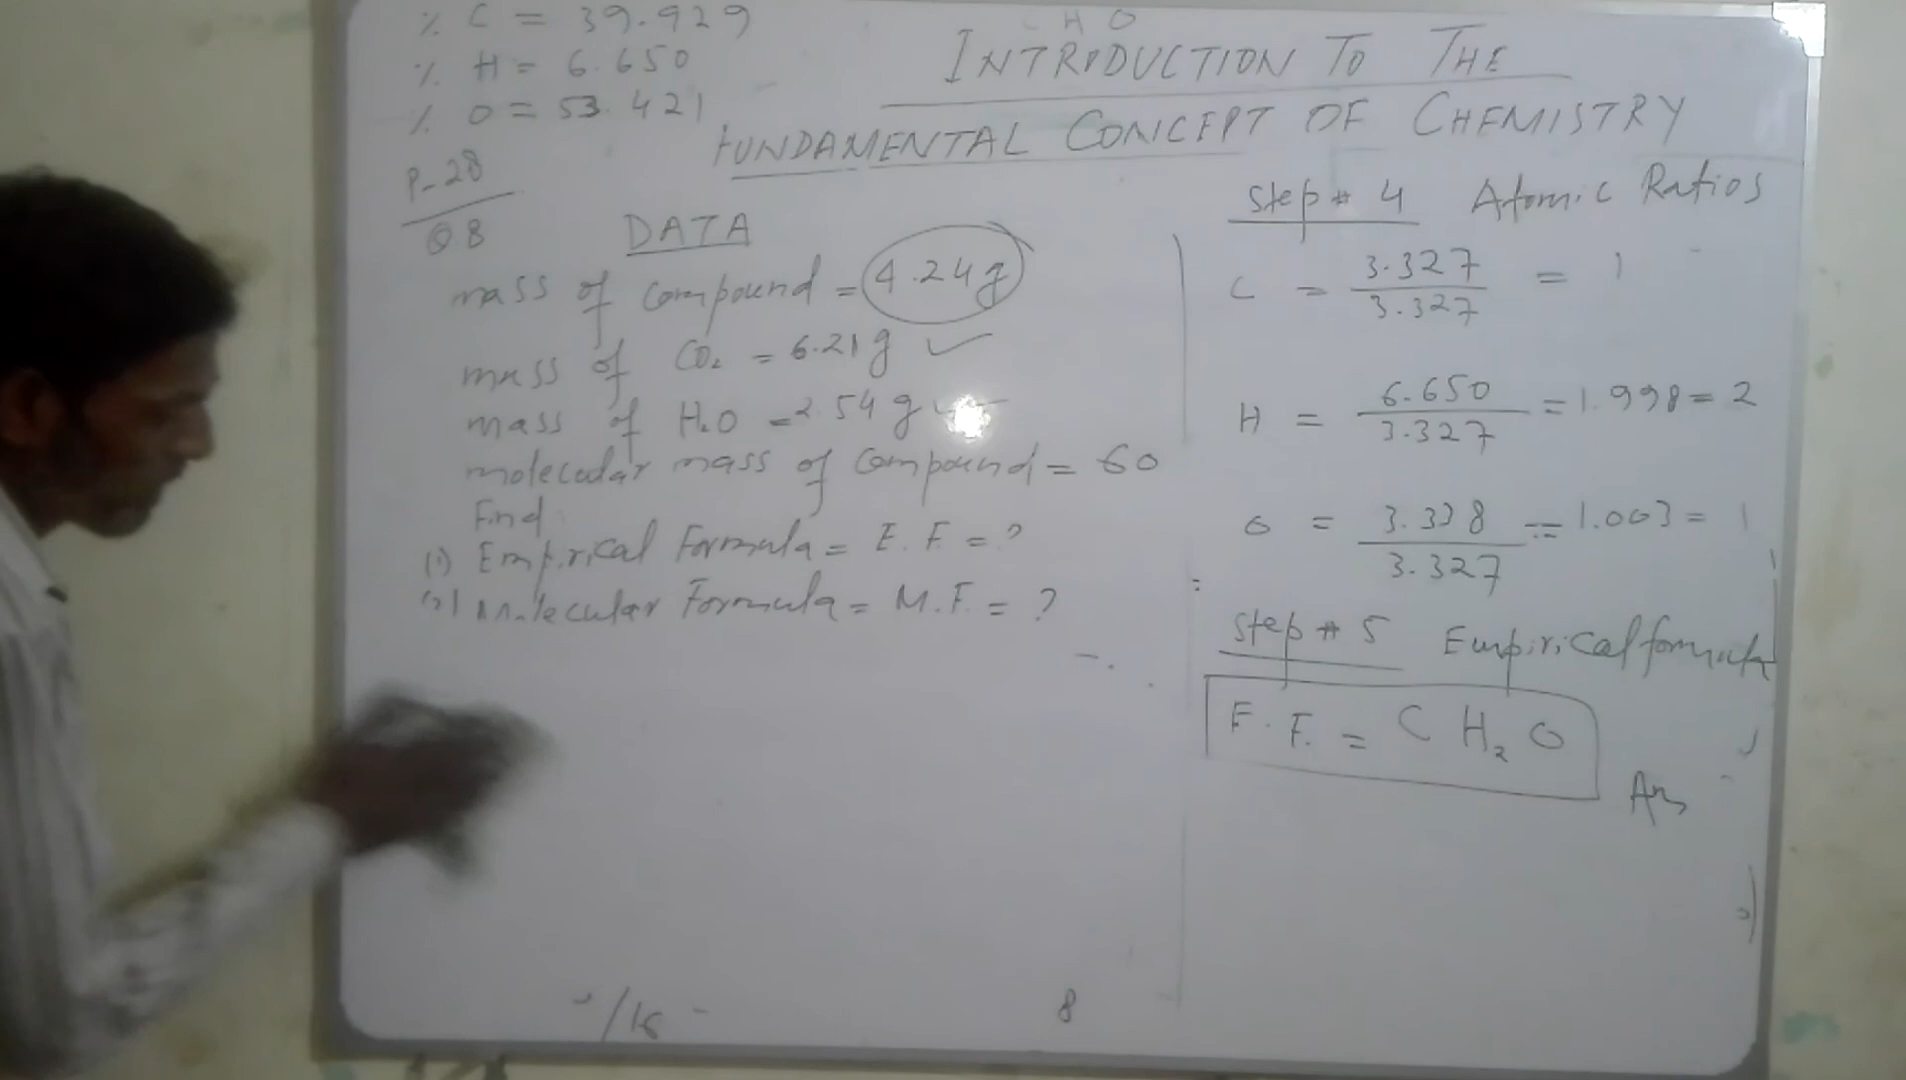 % C = 39.929
% H = 6.650
% O = 53.421
H O
INTRODUCTION TO THE
FUNDAMENTAL CONCEPT OF CHEMISTRY
P-28
Q8
DATA
mass of Compound = 4.24g
mass of CO₂ = 6.21g ✓
mass of H₂O = 2.54 g
molecular mass of Compound = 60
Find
(1) Empirical Formula = E.F. = ?
(2) Molecular Formula = M.F. = ?
/16
8
Step # 4 Atomic Ratios
C = 3.327 / 3.327 = 1
H = 6.650 / 3.327 = 1.998 = 2
O = 3.338 / 3.327 = 1.003 = 1
Step # 5 Empirical formula
E.F. = CH₂O
Ans